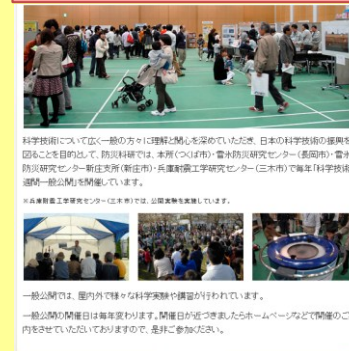 科学技術について広く一般の方々に理解と関心を深めていただき、日本の科学技術の振興を
図ることを目的として、防災科研では、本所(つくば市)・雪氷防災研究センター(長岡市)・雪氷
防災研究センター新庄支所(新庄市)・兵庫耐震工学研究センター(三木市)で毎年「科学技術
週間一般公開」を開催しています。
※兵庫耐震工学研究センター(三木市)では、公開実験を実施しています。
一般公開では、屋内外で様々な科学実験や講習が行われています。
一般公開の開催日は毎年変わります。開催日が近づきましたらホームページなどで開催のご
内をさせていただいておりますので、是非ご参加ください。